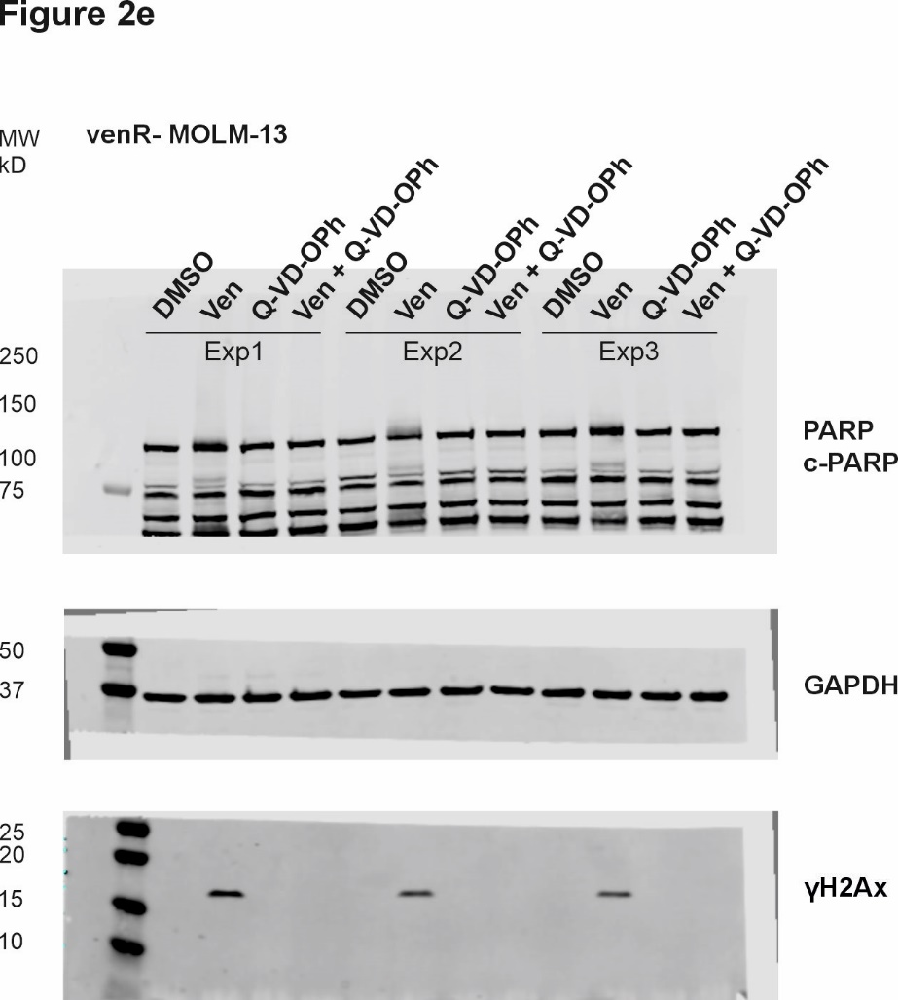 Figure 2e
MW
kD
venR- MOLM-13
DMSO
Ven
Q-VD-OPh
Ven + Q-VD-OPh
DMSO
Ven
Q-VD-OPh
Ven + Q-VD-OPh
DMSO
Ven
Q-VD-OPh
Ven + Q-VD-OPh
Exp1
Exp2
Exp3
250
150
100
75
PARP
c-PARP
50
37
GAPDH
25
20
15
10
γH2Ax